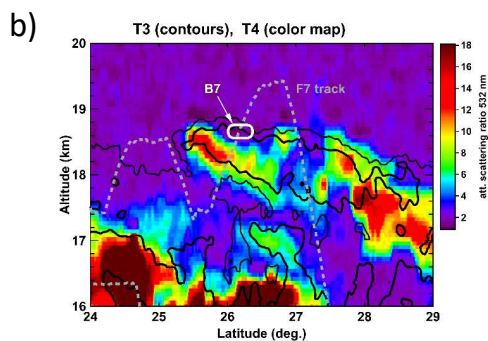 b)
T3 (contours), T4 (color map)
20
19
18
17
16
Altitude (km)
B7
F7 track
24 25 26 27 28 29
Latitude (deg.)
18
16
14
12
10
8
6
4
2
att. scattering ratio 532 nm